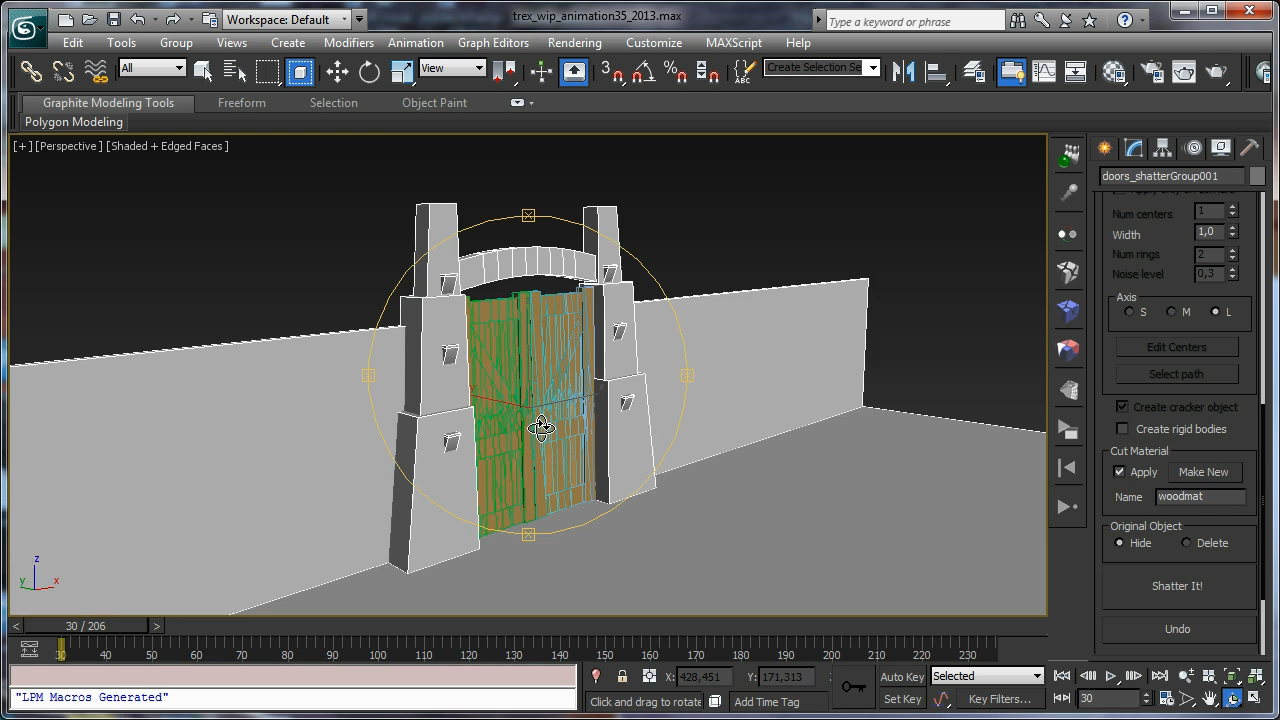 Workspace: Default
trex_wip_animation35_2013.max
Type a keyword or phrase
Edit Tools Group Views Create Modifiers Animation Graph Editors Rendering Customize MAXScript Help
All View 3 % ABC Create Selection Se
Graphite Modeling Tools Freeform Selection Object Paint
Polygon Modeling
[+] [Perspective] [Shaded + Edged Faces]
doors_shatterGroup001
Num centers 1
Width 1,0
Num rings 2
Noise level 0,3
Axis
S M L
Edit Centers
Select path
Create cracker object
Create rigid bodies
Cut Material
Apply Make New
Name woodmat
Original Object
Hide Delete
Shatter It!
Undo
z
y x
< 30 / 206 >
30 40 50 60 70 80 90 100 110 120 130 140 150 160 170 180 190 200 210 220 230
X: 428,451 Y: 171,313 Auto Key Selected
"LPM Macros Generated"
Click and drag to rotate Add Time Tag Set Key Key Filters... 30